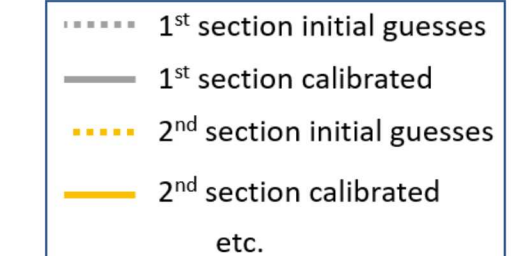 1st section initial guesses
1st section calibrated
2nd section initial guesses
2nd section calibrated
etc.